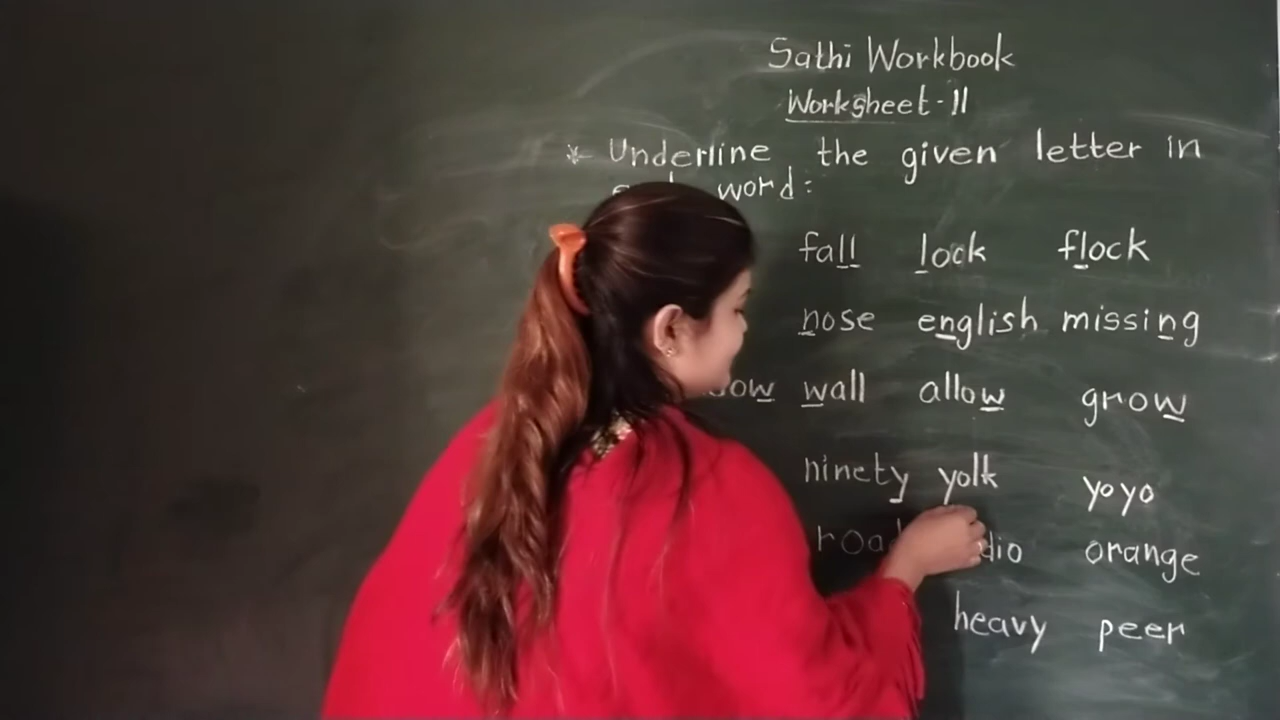 Sathi Workbook
Worksheet-11
* Underline the given letter in
word:
fall lock flock
nose english missing
wall allow grow
ninety yolk yoyo
orange
heavy peer